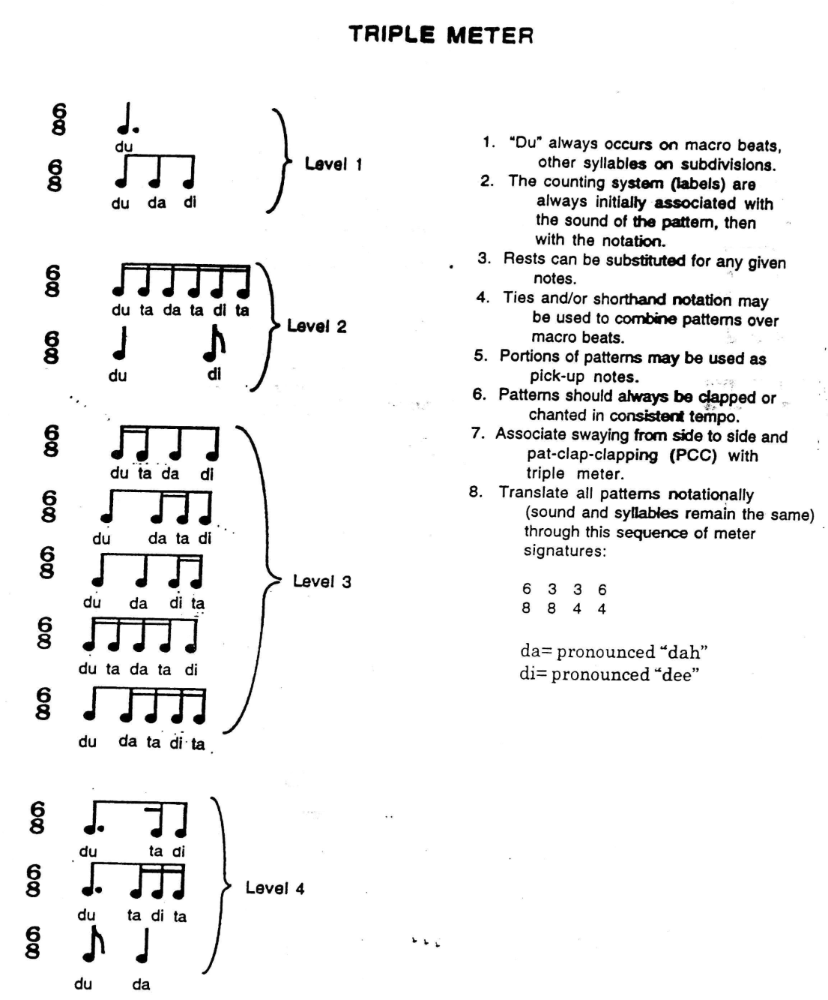 TRIPLE METER
6
8
du
6
8
du da di
Level 1
6
8
du ta da ta di ta
6
8
du di
Level 2
6
8
du ta da di
6
8
du da ta di
6
8
du da di ta
6
8
du ta da ta di
6
8
du da ta di ta
Level 3
6
8
du ta di
6
8
du ta di ta
6
8
du da
Level 4
1. "Du" always occurs on macro beats,
other syllables on subdivisions.
2. The counting system (labels) are
always initially associated with
the sound of the pattern, then
with the notation.
3. Rests can be substituted for any given
notes.
4. Ties and/or shorthand notation may
be used to combine patterns over
macro beats.
5. Portions of patterns may be used as
pick-up notes.
6. Patterns should always be clapped or
chanted in consistent tempo.
7. Associate swaying from side to side and
pat-clap-clapping (PCC) with
triple meter.
8. Translate all patterns notationally
(sound and syllables remain the same)
through this sequence of meter
signatures:
6 3 3 6
8 8 4 4
da= pronounced “dah”
di= pronounced “dee”